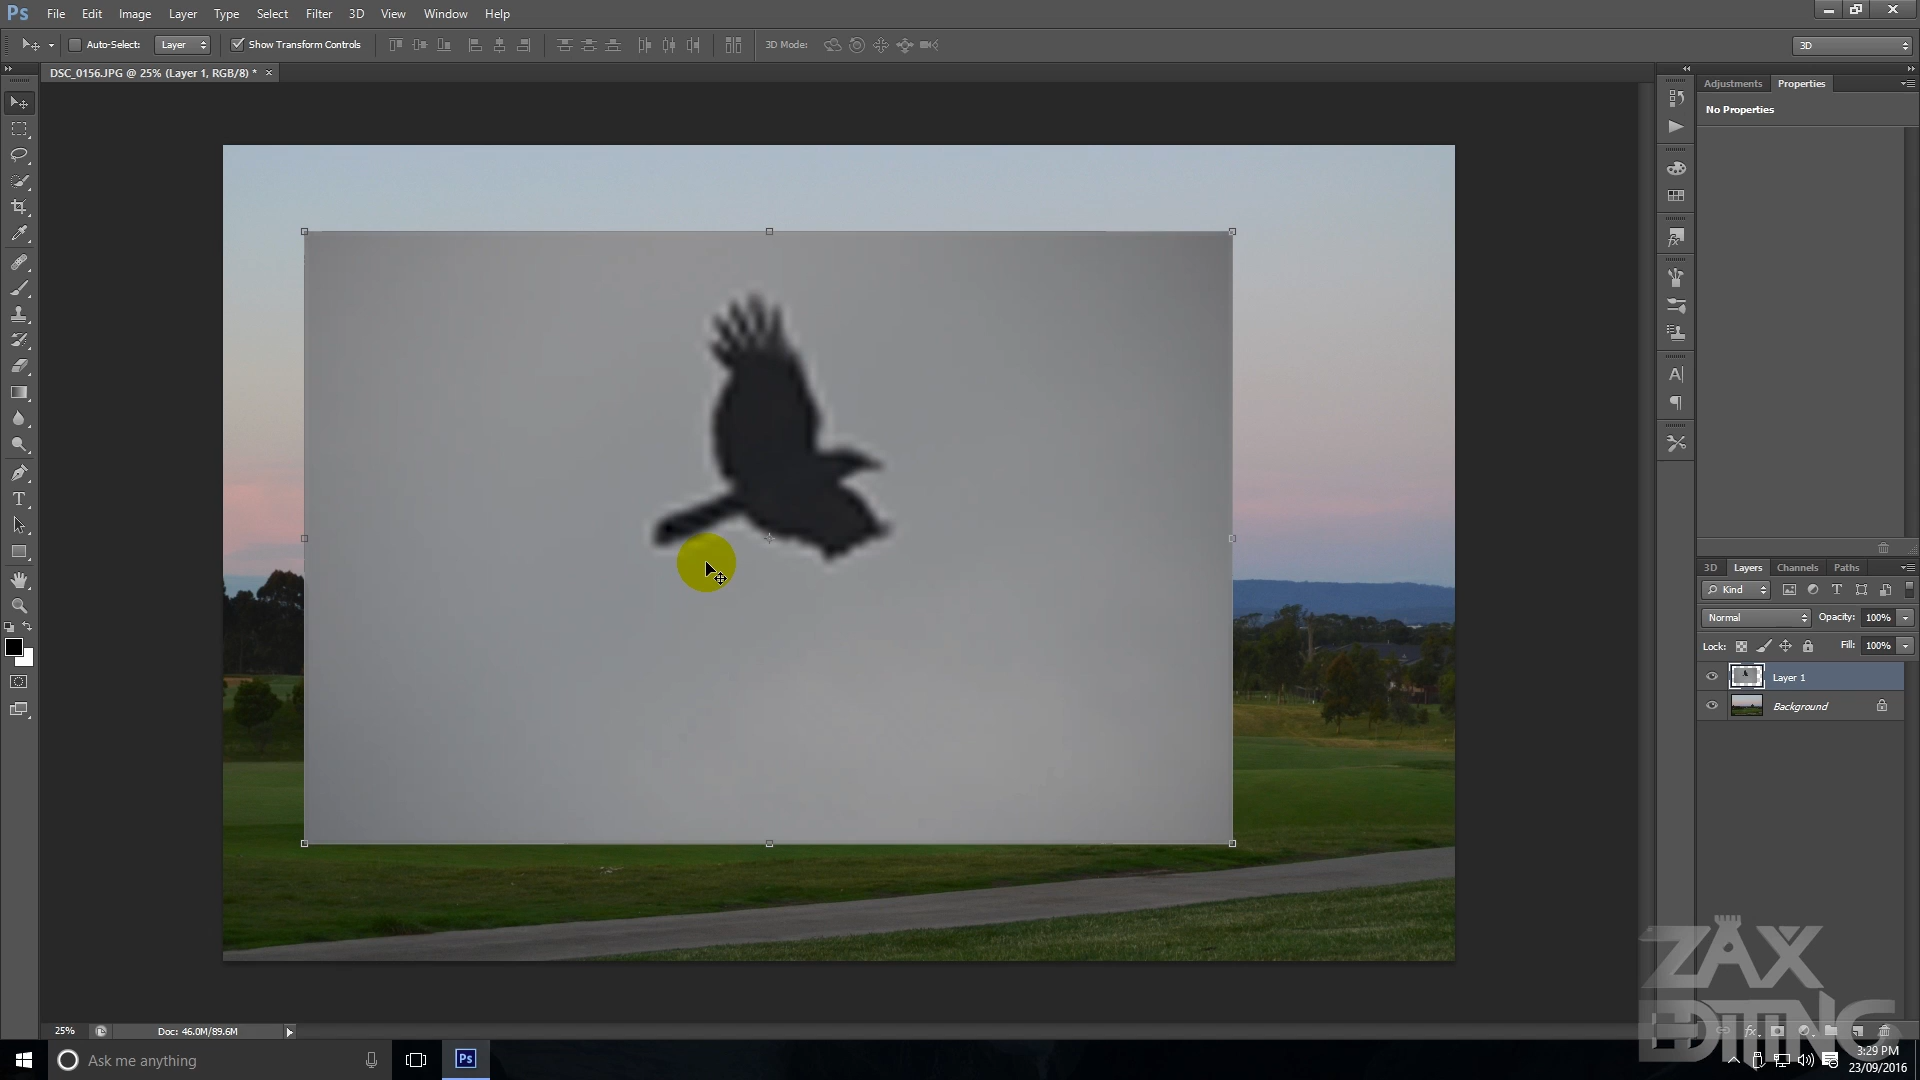 Ps File Edit Image Layer Type Select Filter 3D View Window Help
Auto-Select: Layer Show Transform Controls 3D Mode: 3D
DSC_0156.JPG @ 25% (Layer 1, RGB/8) * ×
Adjustments Properties
No Properties
3D Layers Channels Paths
Kind
Normal Opacity: 100%
Lock: Fill: 100%
Layer 1
Background
ZAX
EDITING
25% Doc: 46.0M/89.6M
Ask me anything Ps
3:29 PM
23/09/2016